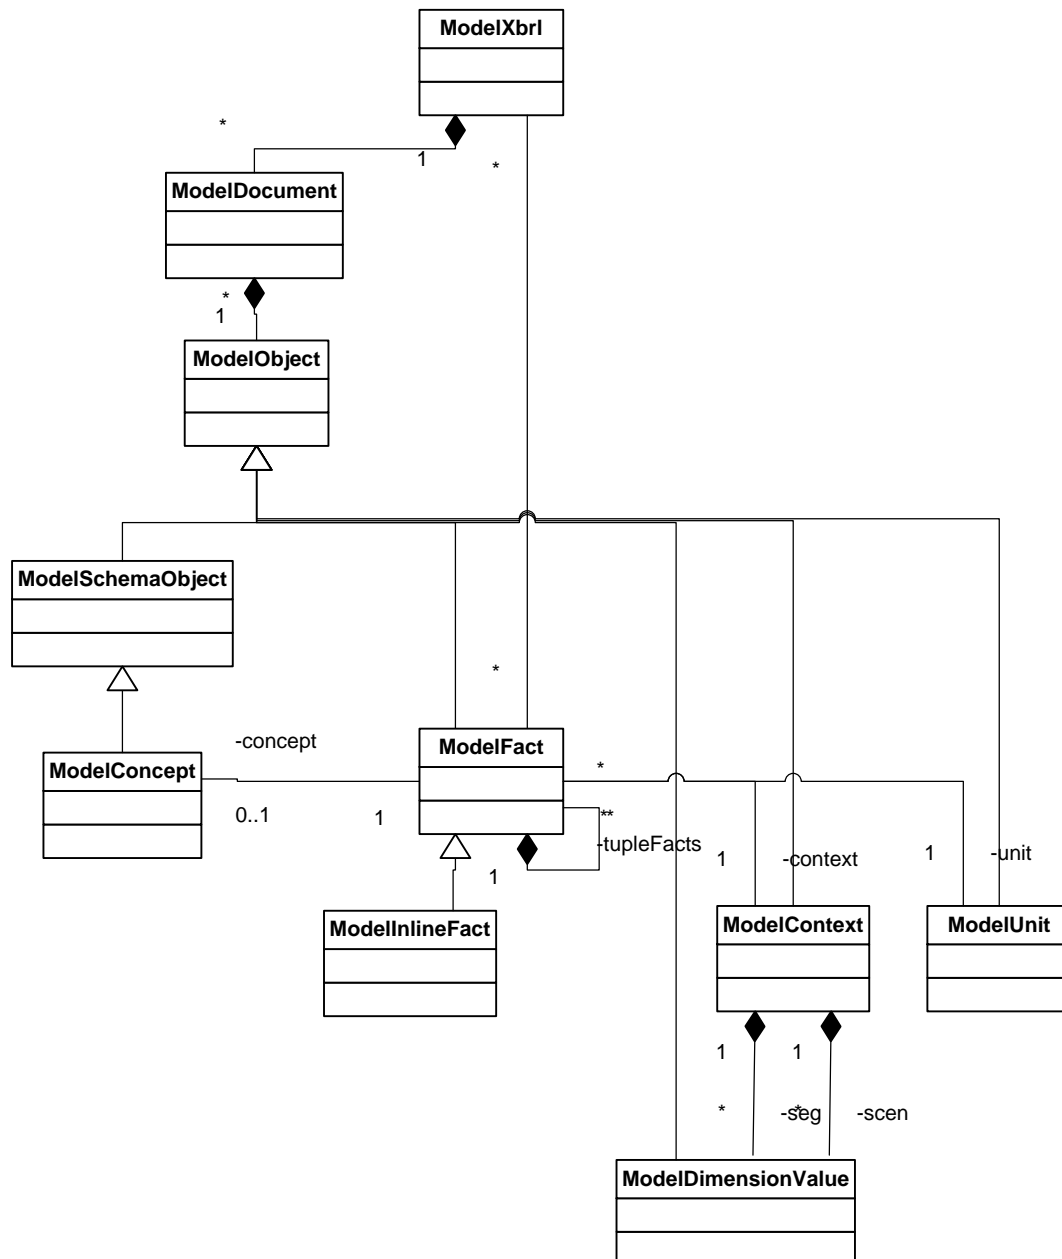 ModelXbrl
*
1
*
ModelDocument
*
1
ModelObject
ModelSchemaObject
*
-concept
ModelFact
*
ModelConcept
0..1
1
**
-tupleFacts
1
-context
1
-unit
1
ModelInlineFact
ModelContext
ModelUnit
1
1
*
-seg
*
-scen
ModelDimensionValue